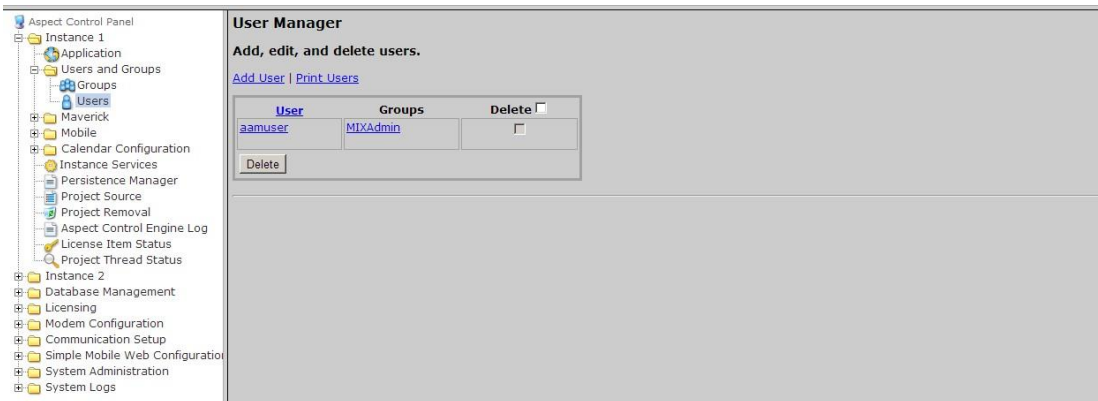 Aspect Control Panel
Instance 1
Application
Users and Groups
Groups
Users
Maverick
Mobile
Calendar Configuration
Instance Services
Persistence Manager
Project Source
Project Removal
Aspect Control Engine Log
License Item Status
Project Thread Status
Instance 2
Database Management
Licensing
Modem Configuration
Communication Setup
Simple Mobile Web Configuratio
System Administration
System Logs
User Manager
Add, edit, and delete users.
Add User | Print Users
User Groups Delete
aamuser MIXAdmin
Delete